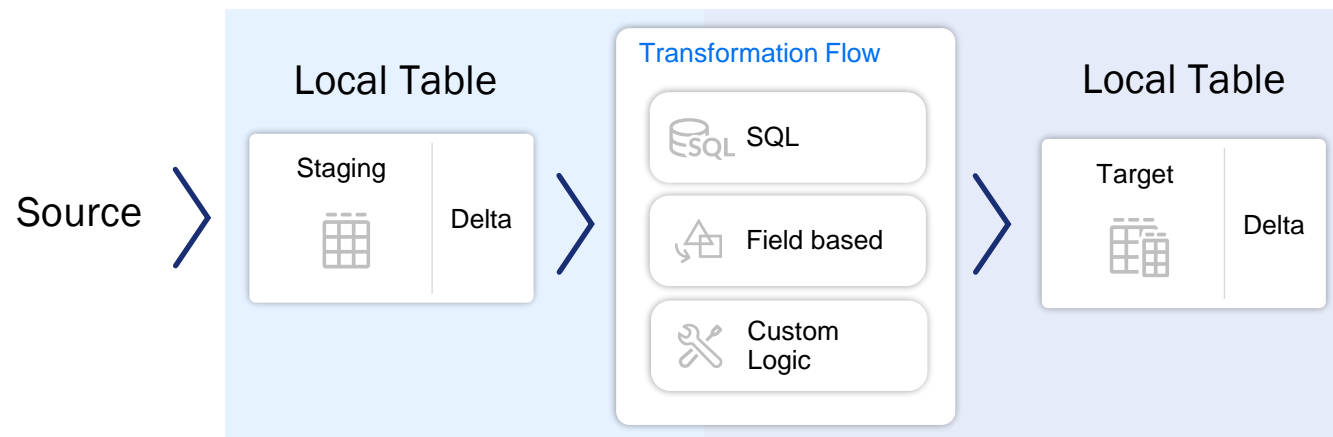 Source
Local Table
Staging
Delta
Transformation Flow
SQL
SQL
Field based
Custom
Logic
Local Table
Target
Delta